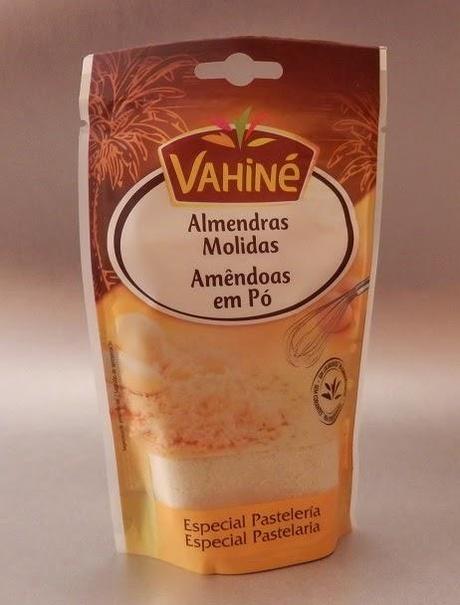 VAHiNé
Almendras
Molidas
Amêndoas
em Pó
Especial Pastelería
Especial Pastelaria